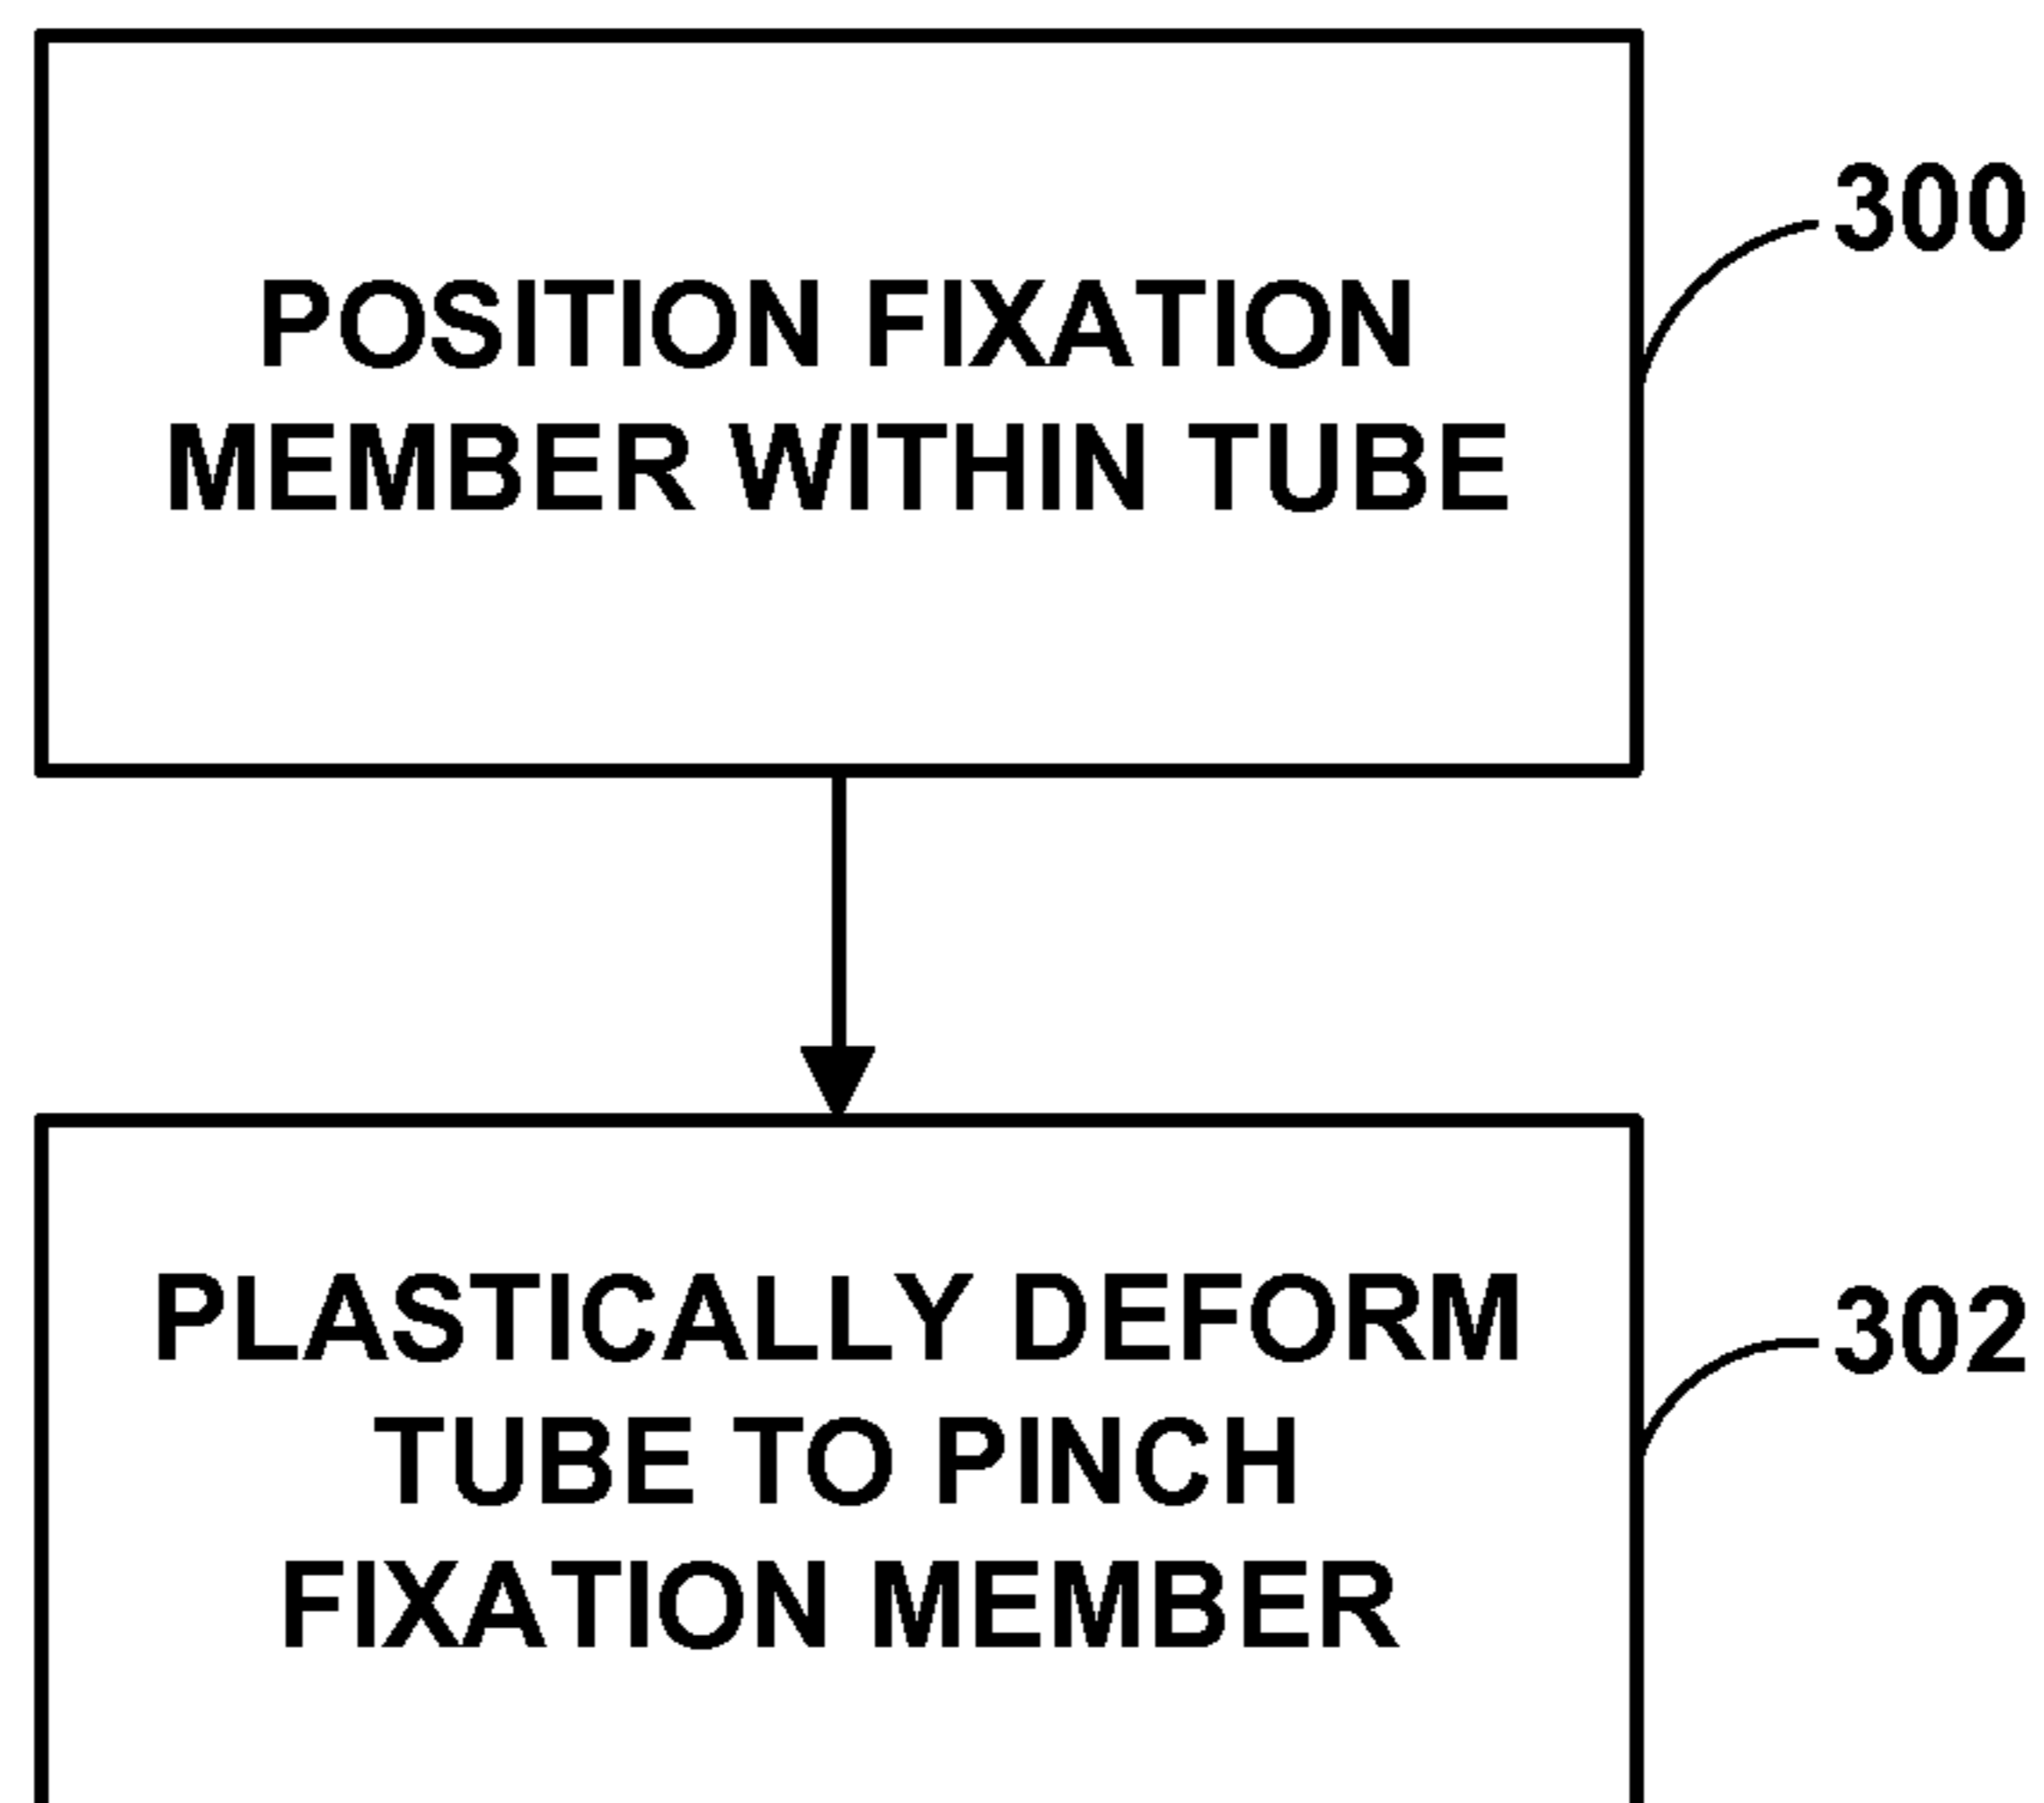 POSITION FIXATION
MEMBER WITHIN TUBE
300
PLASTICALLY DEFORM
TUBE TO PINCH
FIXATION MEMBER
302